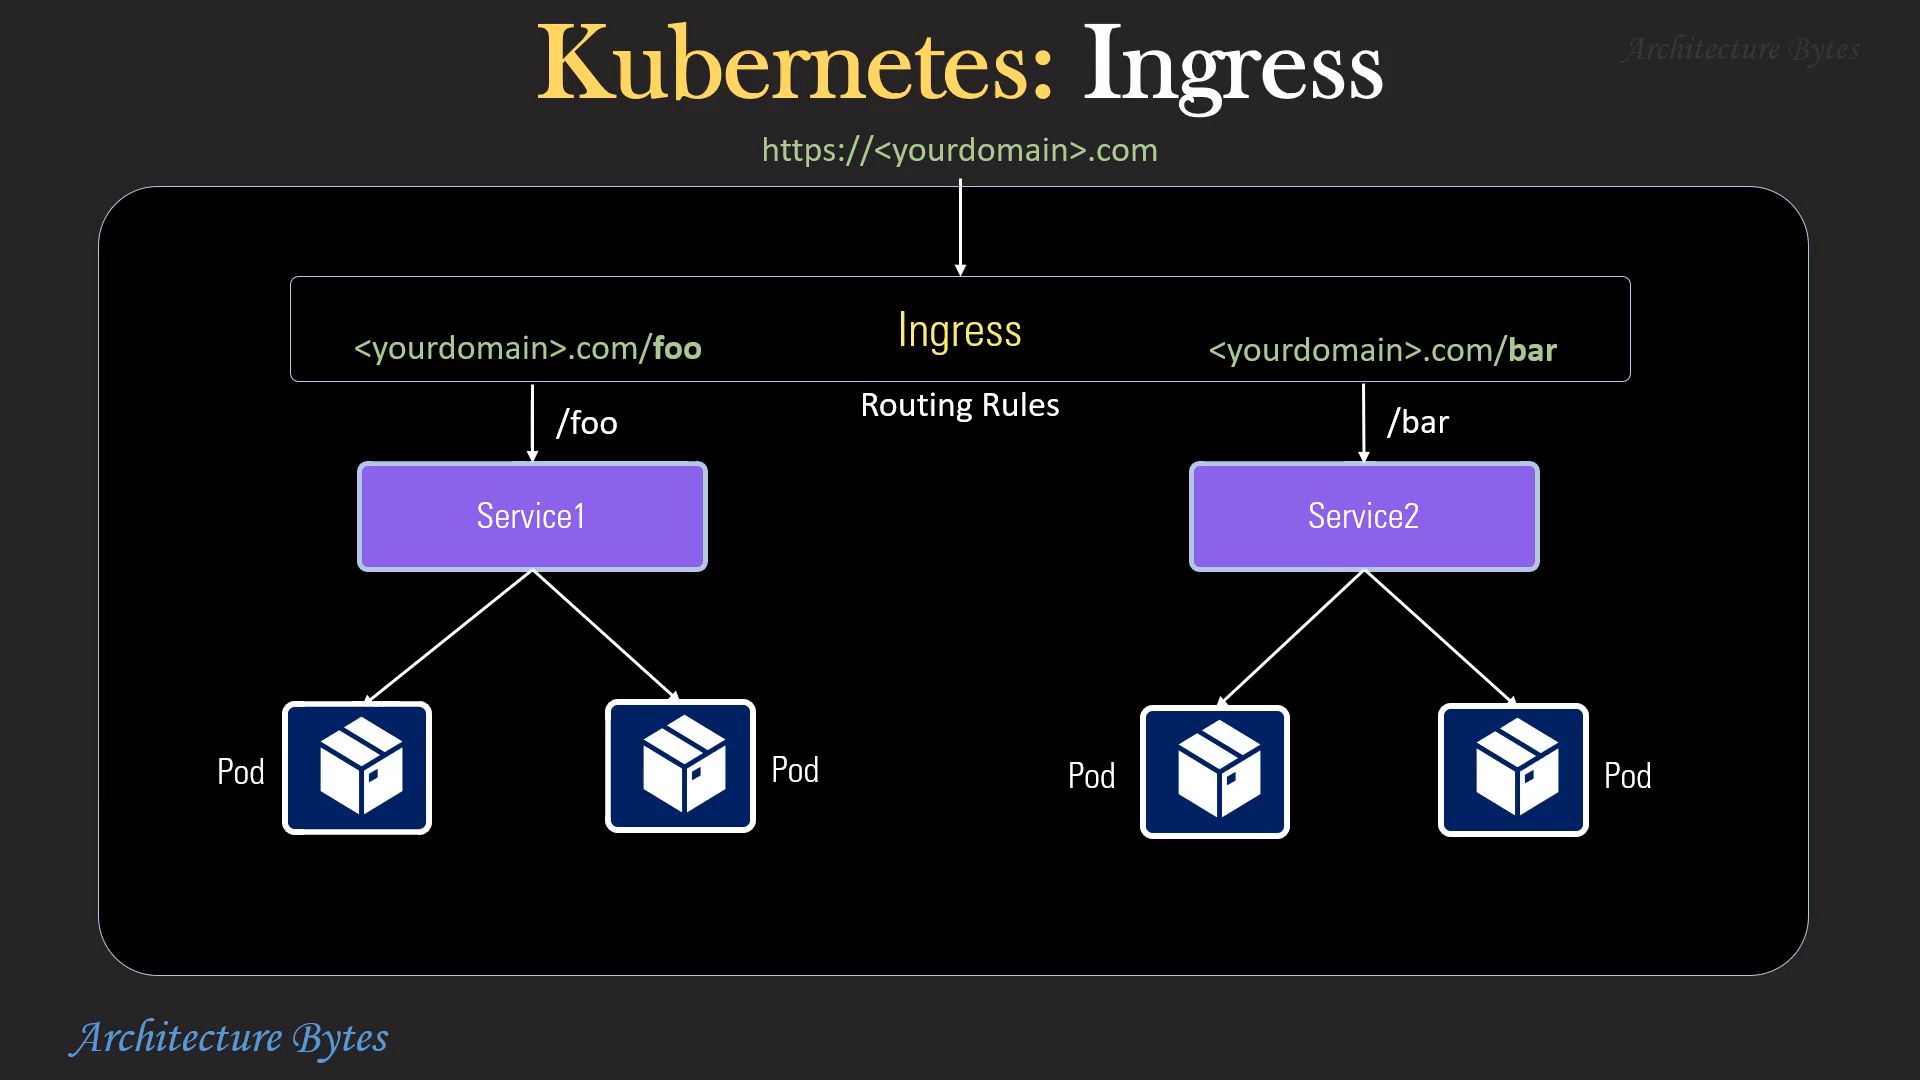 Kubernetes: Ingress
Architecture Bytes
https://<yourdomain>.com
Ingress
<yourdomain>.com/foo
<yourdomain>.com/bar
Routing Rules
/foo
/bar
Service1
Service2
Pod
Pod
Pod
Pod
Architecture Bytes